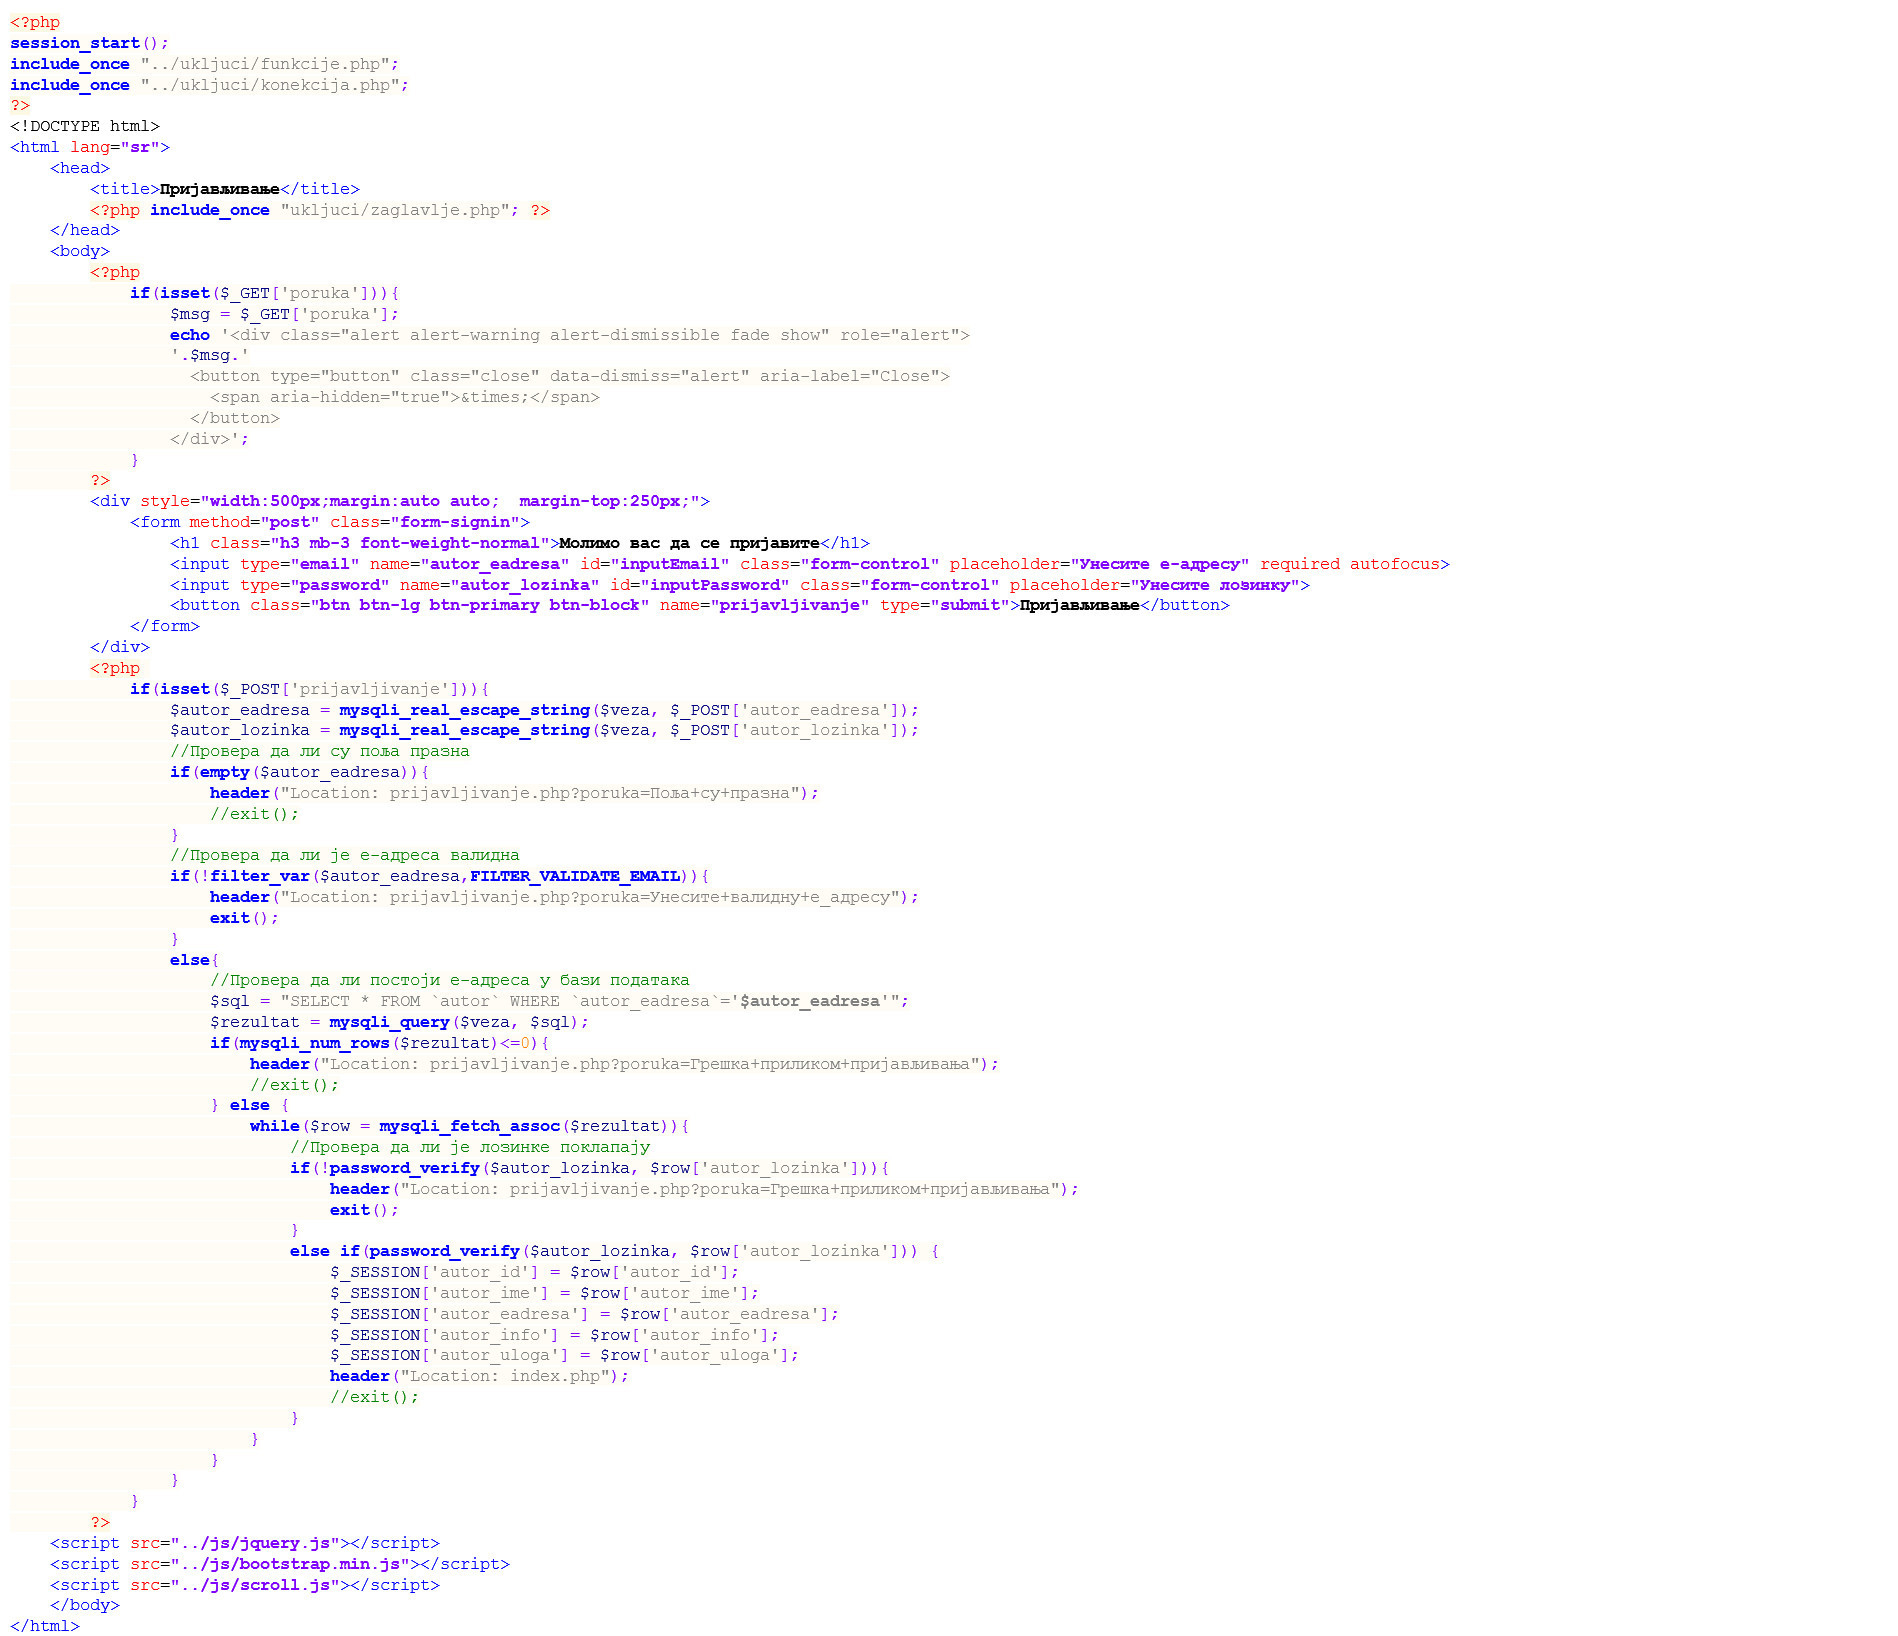 <?php
session_start();
include_once "../ukljuci/funkcije.php";
include_once "../ukljuci/konekcija.php";
?>
<!DOCTYPE html>
<html lang="sr">
    <head>
        <title>Пријављивање</title>
        <?php include_once "ukljuci/zaglavlje.php"; ?>
    </head>
    <body>
        <?php
            if(isset($_GET['poruka'])){
                $msg = $_GET['poruka'];
                echo '<div class="alert alert-warning alert-dismissible fade show" role="alert">
                '.$msg.'
                  <button type="button" class="close" data-dismiss="alert" aria-label="Close">
                    <span aria-hidden="true">&times;</span>
                  </button>
                </div>';
            }
        ?>
        <div style="width:500px;margin:auto auto;  margin-top:250px;">
            <form method="post" class="form-signin">
                <h1 class="h3 mb-3 font-weight-normal">Молимо вас да се пријавите</h1>
                <input type="email" name="autor_eadresa" id="inputEmail" class="form-control" placeholder="Унесите е-адресу" required autofocus>
                <input type="password" name="autor_lozinka" id="inputPassword" class="form-control" placeholder="Унесите лозинку">
                <button class="btn btn-lg btn-primary btn-block" name="prijavljivanje" type="submit">Пријављивање</button>
            </form>
        </div>
        <?php
            if(isset($_POST['prijavljivanje'])){
                $autor_eadresa = mysqli_real_escape_string($veza, $_POST['autor_eadresa']);
                $autor_lozinka = mysqli_real_escape_string($veza, $_POST['autor_lozinka']);
                //Провера да ли су поља празна
                if(empty($autor_eadresa)){
                    header("Location: prijavljivanje.php?poruka=Поља+су+празна");
                    //exit();
                }
                //Провера да ли је е-адреса валидна
                if(!filter_var($autor_eadresa,FILTER_VALIDATE_EMAIL)){
                    header("Location: prijavljivanje.php?poruka=Унесите+валидну+е_адресу");
                    exit();
                }
                else{
                    //Провера да ли постоји е-адреса у бази података
                    $sql = "SELECT * FROM `autor` WHERE `autor_eadresa`='$autor_eadresa'";
                    $rezultat = mysqli_query($veza, $sql);
                    if(mysqli_num_rows($rezultat)<=0){
                        header("Location: prijavljivanje.php?poruka=Грешка+приликом+пријављивања");
                        //exit();
                    } else {
                        while($row = mysqli_fetch_assoc($rezultat)){
                            //Провера да ли је лозинке поклапају
                            if(!password_verify($autor_lozinka, $row['autor_lozinka'])){
                                header("Location: prijavljivanje.php?poruka=Грешка+приликом+пријављивања");
                                exit();
                            }
                            else if(password_verify($autor_lozinka, $row['autor_lozinka'])) {
                                $_SESSION['autor_id'] = $row['autor_id'];
                                $_SESSION['autor_ime'] = $row['autor_ime'];
                                $_SESSION['autor_eadresa'] = $row['autor_eadresa'];
                                $_SESSION['autor_info'] = $row['autor_info'];
                                $_SESSION['autor_uloga'] = $row['autor_uloga'];
                                header("Location: index.php");
                                //exit();
                            }
                        }
                    }
                }
            }
        ?>
    <script src="../js/jquery.js"></script>
    <script src="../js/bootstrap.min.js"></script>
    <script src="../js/scroll.js"></script>
    </body>
</html>